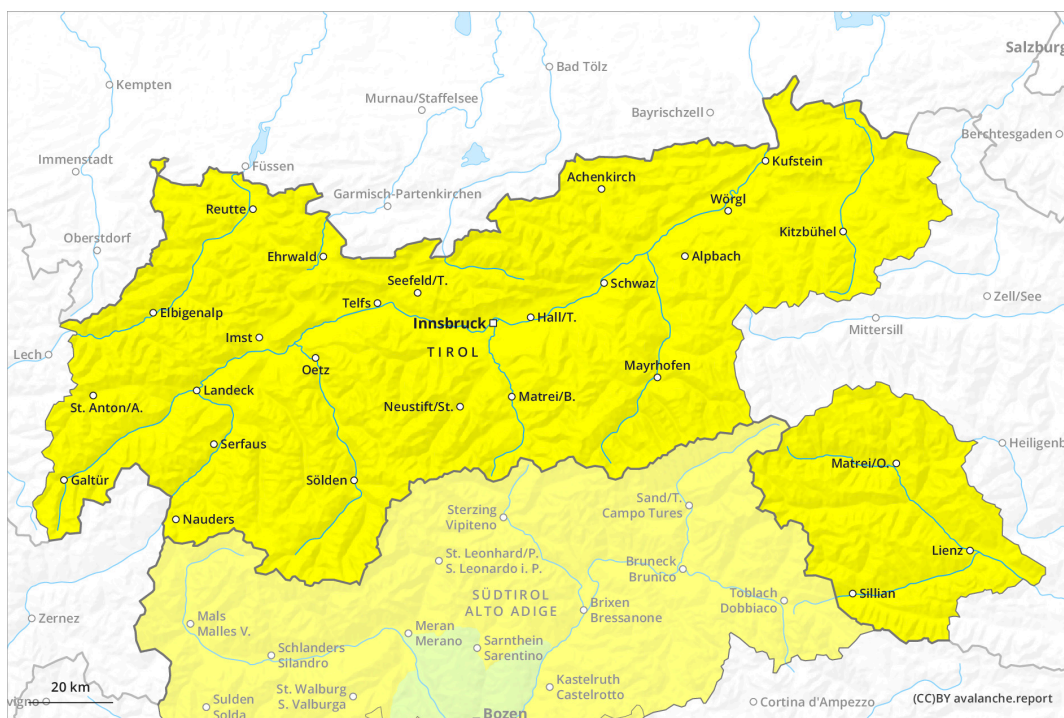 Salzburg
Kempten
Bad Tölz
Murnau/Staffelsee
Bayrischzell
Berchtesgaden
Immenstadt
Füssen
Kufstein
Achenkirch
Garmisch-Partenkirchen
Reutte
Wörgl
Oberstdorf
Kitzbühel
Ehrwald
Alpbach
Seefeld/T.
Schwaz
Zell/See
Telfs
Elbigenalp
Hall/T.
Innsbruck
Mittersill
Imst
Lech
TIROL
Oetz
Mayrhofen
Landeck
St. Anton/A.
Neustift/St.
Matrei/B.
Serfaus
Heiligenb
Matrei/O.
Galtür
Sölden
Sand/T.
Campo Tures
Sterzing
Vipiteno
Nauders
Lienz
St. Leonhard/P.
S. Leonardo i. P.
Bruneck
Brunico
SÜDTIROL
ALTO ADIGE
Sillian
Toblach
Dobbiaco
Brixen
Bressanone
Zernez
Mals
Malles V.
Meran
Merano
Sarnthein
Sarentino
Schlanders
Silandro
Kastelruth
Castelrotto
20 km
St. Walburg
S. Valburga
vigno
Sulden
Solda
Cortina d'Ampezzo
(CC)BY avalanche.report
Bozen